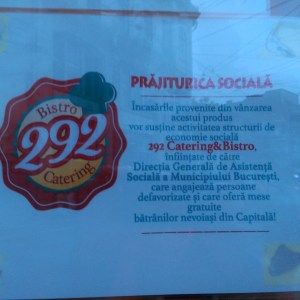 Bistro
292
Catering
PRĂJITURICA SOCIALĂ
Încasările provenite din vânzarea
acestui produs
vor susține activitatea structurii de
economie socială
292 Catering&Bistro,
înființate de către
Direcția Generală de Asistență
Socială a Municipiului București,
care angajează persoane
defavorizate și care oferă mese
gratuite
bătrânilor nevoiași din Capitală!